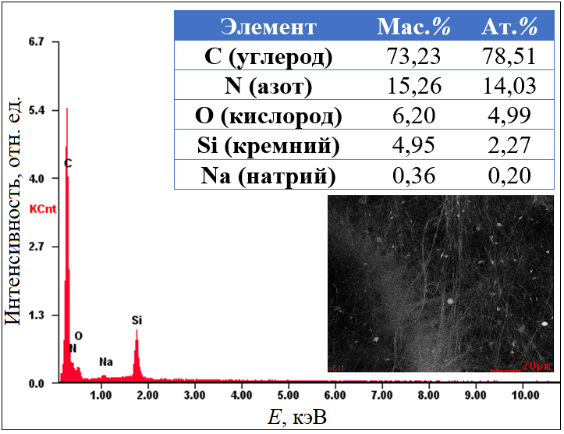 Элемент Мас.% Ат.%
C (углерод) 73,23 78,51
N (азот) 15,26 14,03
O (кислород) 6,20 4,99
Si (кремний) 4,95 2,27
Na (натрий) 0,36 0,20
Интенсивность, отн. ед.
6.7
5.4
4.0
KCnt
2.7
1.3
0.0
C
N
O
Na
Si
20μm
1.00 2.00 3.00 4.00 5.00 6.00 7.00 8.00 9.00 10.00
E, кэВ